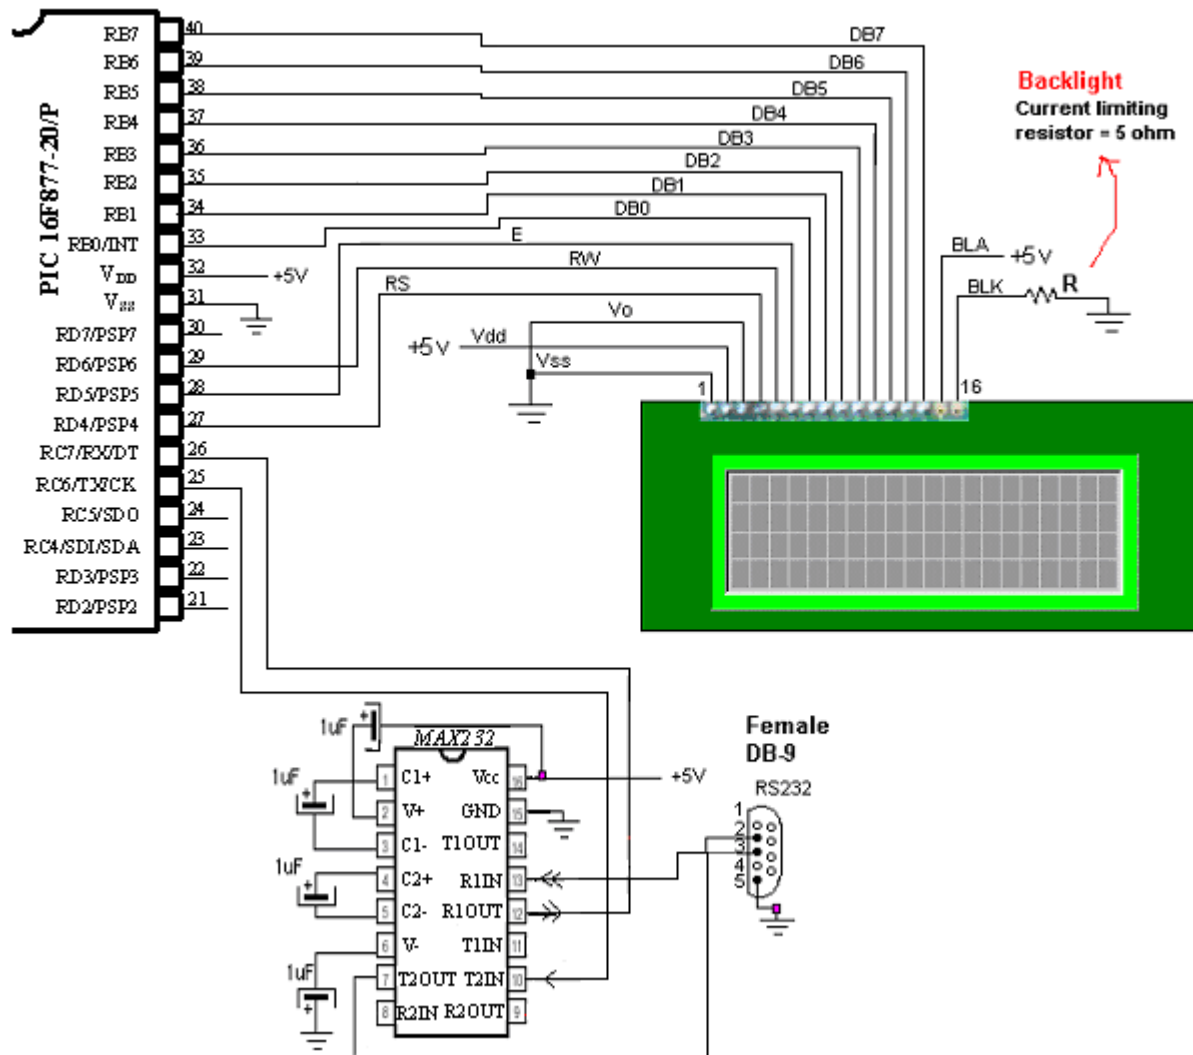 RB7 40 DB7
RB6 39 DB6
RB5 38 DB5
RB4 37 DB4
RB3 36 DB3
RB2 35 DB2
RB1 34 DB1
RB0/INT 33 DB0
VDD 32 +5V
Vss 31
RD7/PSP7 30
RD6/PSP6 29
RD5/PSP5 28
RD4/PSP4 27
RC7/RX/DT 26
RC6/TX/CK 25
RC5/SDO 24
RC4/SDI/SDA 23
RD3/PSP3 22
RD2/PSP2 21
PIC 16F877-20/P
E
RW
RS
Vo
+5V Vdd
Vss
1 16
Backlight
Current limiting
resistor = 5 ohm
BLA +5V
BLK R
1uF +
MAX232
1uF +
1 C1+ Vcc 16 +5V
2 V+ GND 15
3 C1- T1OUT 14
1uF +
4 C2+ R1IN 13
5 C2- R1OUT 12
6 V- T1IN 11
1uF +
7 T2OUT T2IN 10
8 R2IN R2OUT 9
Female
DB-9
RS232
1
2
3
4
5